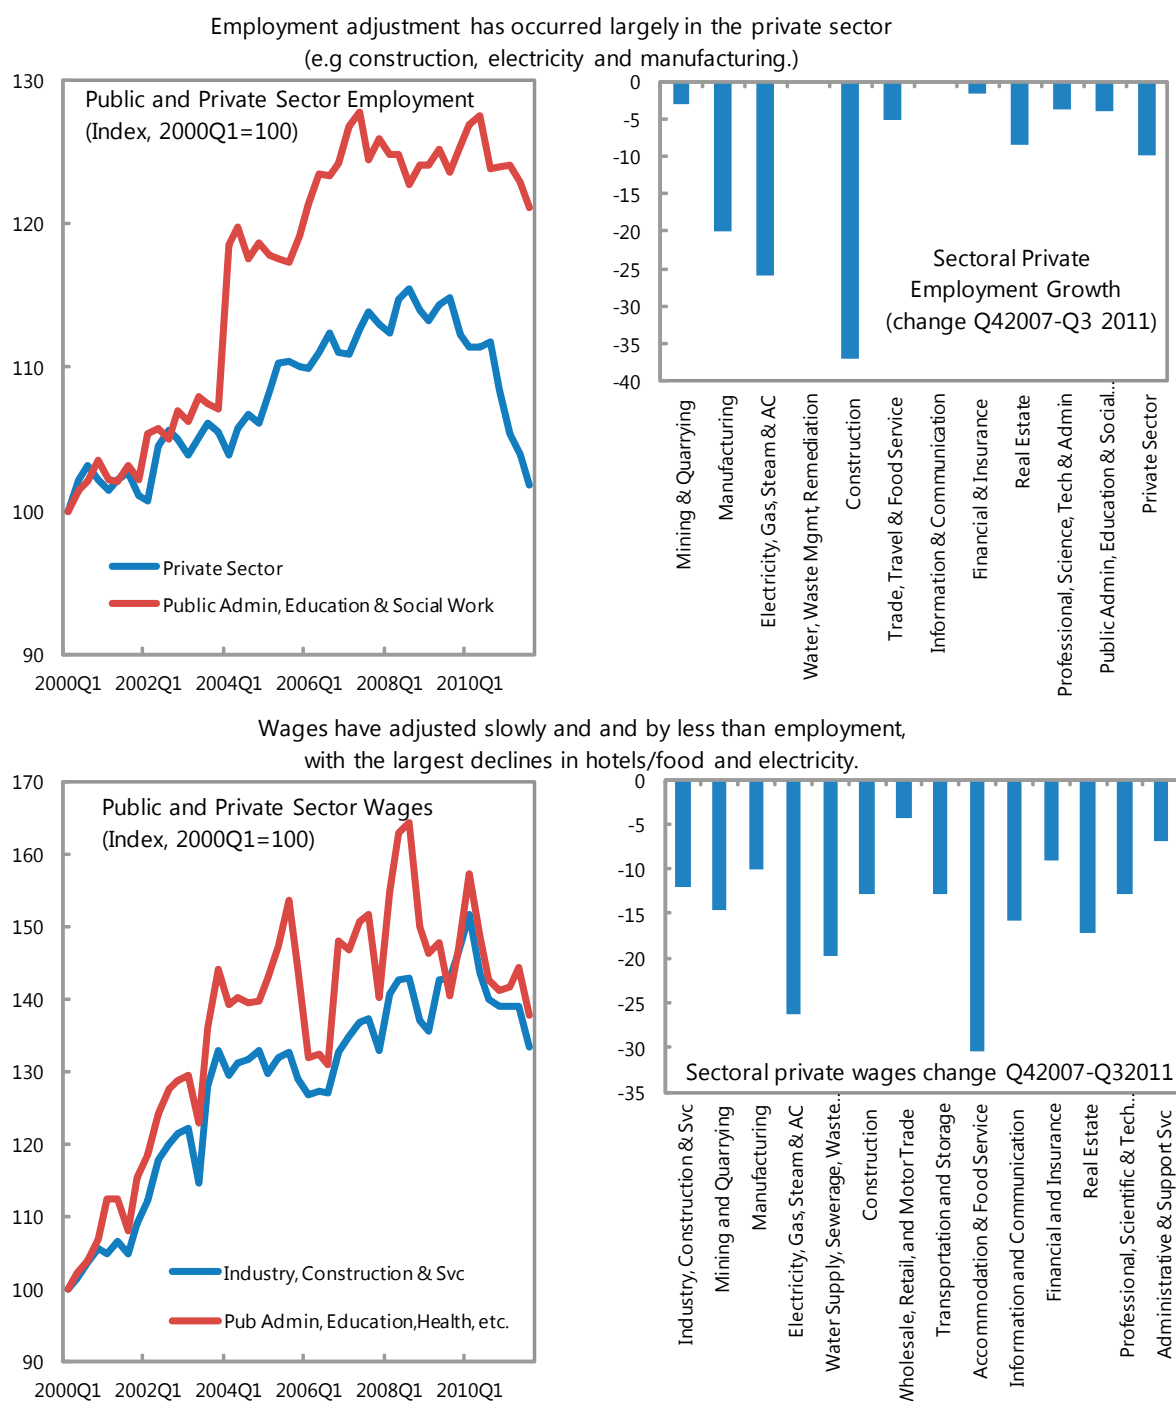 Employment adjustment has occurred largely in the private sector
(e.g construction, electricity and manufacturing.)
Public and Private Sector Employment
(Index, 2000Q1=100)
130
120
110
100
90
Private Sector
Public Admin, Education & Social Work
2000Q1 2002Q1 2004Q1 2006Q1 2008Q1 2010Q1
0
-5
-10
-15
-20
-25
-30
-35
-40
Sectoral Private
Employment Growth
(change Q42007-Q3 2011)
Mining & Quarrying
Manufacturing
Electricity, Gas, Steam & AC
Water, Waste Mgmt, Remediation
Construction
Trade, Travel & Food Service
Information & Communication
Financial & Insurance
Real Estate
Professional, Science, Tech & Admin
Public Admin, Education & Social...
Private Sector
Wages have adjusted slowly and and by less than employment,
with the largest declines in hotels/food and electricity.
Public and Private Sector Wages
(Index, 2000Q1=100)
170
160
150
140
130
120
110
100
90
Industry, Construction & Svc
Pub Admin, Education,Health, etc.
2000Q1 2002Q1 2004Q1 2006Q1 2008Q1 2010Q1
0
-5
-10
-15
-20
-25
-30
-35
Sectoral private wages change Q42007-Q32011
Industry, Construction & Svc
Mining and Quarrying
Manufacturing
Electricity, Gas, Steam & AC
Water Supply, Sewerage, Waste...
Construction
Wholesale, Retail, and Motor Trade
Transportation and Storage
Accommodation & Food Service
Information and Communication
Financial and Insurance
Real Estate
Professional, Scientific & Tech...
Administrative & Support Svc